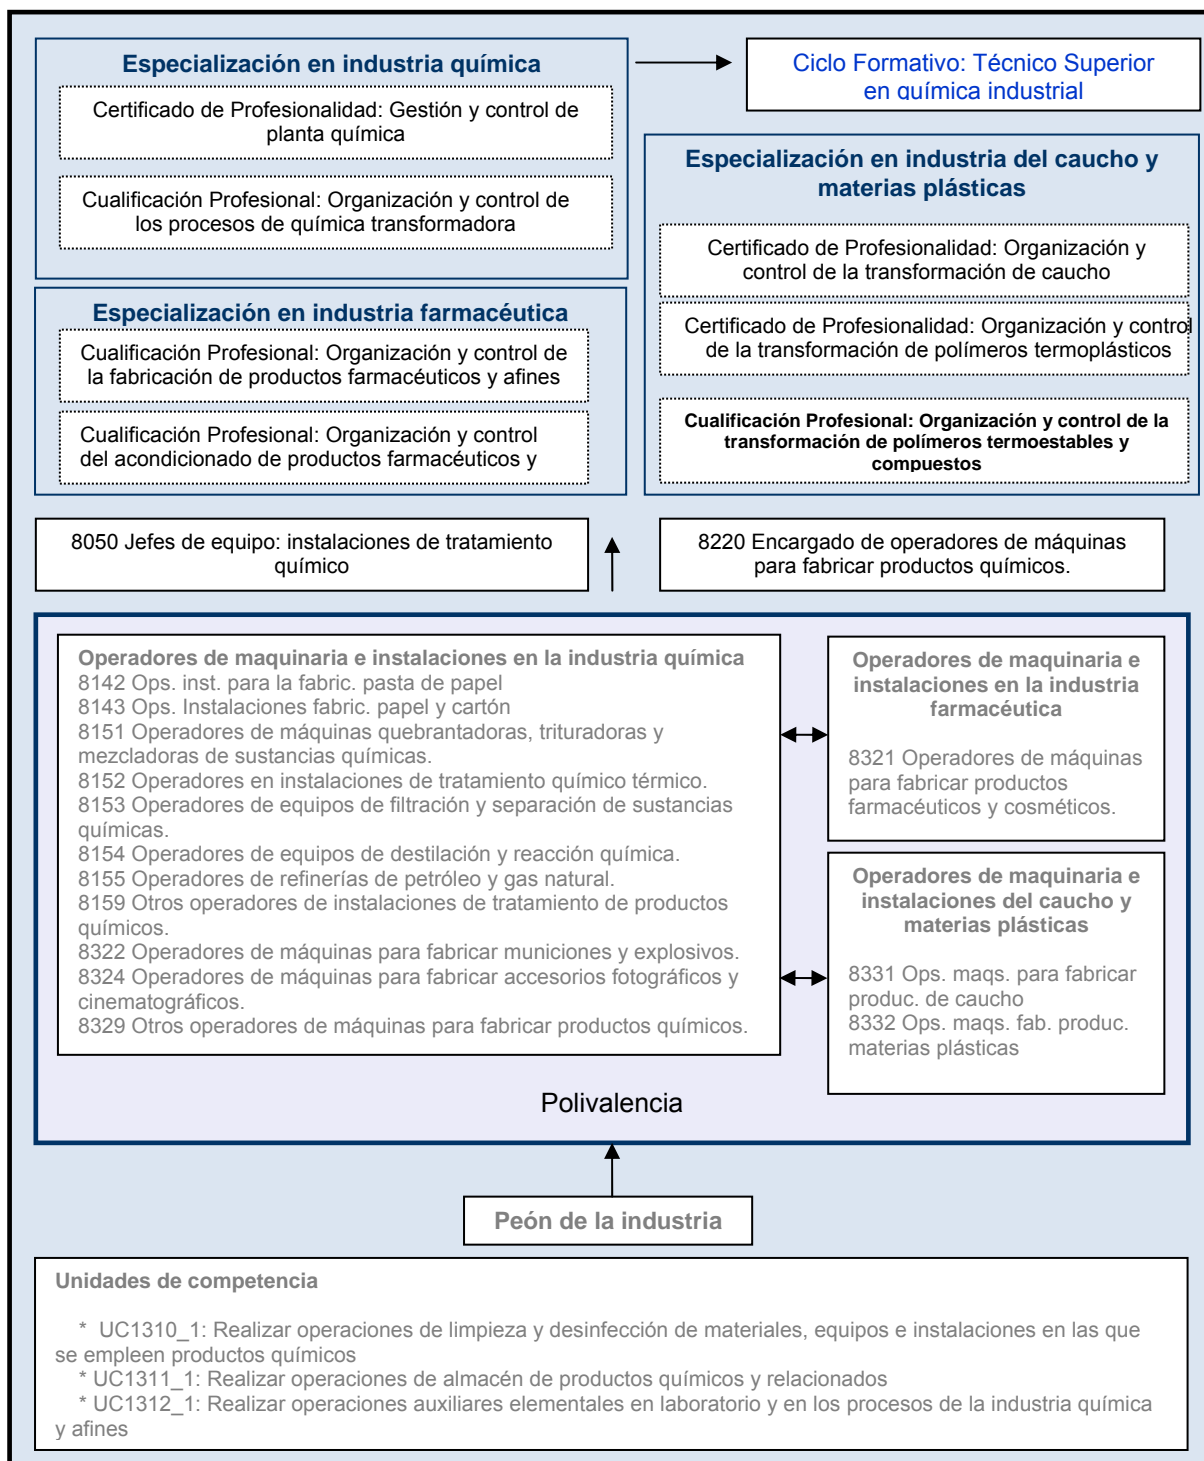 Especialización en industria química
Certificado de Profesionalidad: Gestión y control de
planta química
Cualificación Profesional: Organización y control de
los procesos de química transformadora
Ciclo Formativo: Técnico Superior
en química industrial
Especialización en industria del caucho y
materias plásticas
Certificado de Profesionalidad: Organización y
control de la transformación de caucho
Certificado de Profesionalidad: Organización y control
de la transformación de polímeros termoplásticos
Cualificación Profesional: Organización y control de la
transformación de polímeros termoestables y
compuestos
Especialización en industria farmacéutica
Cualificación Profesional: Organización y control de
la fabricación de productos farmacéuticos y afines
Cualificación Profesional: Organización y control
del acondicionado de productos farmacéuticos y
8050 Jefes de equipo: instalaciones de tratamiento
químico
8220 Encargado de operadores de máquinas
para fabricar productos químicos.
Operadores de maquinaria e instalaciones en la industria química
8142 Ops. inst. para la fabric. pasta de papel
8143 Ops. Instalaciones fabric. papel y cartón
8151 Operadores de máquinas quebrantadoras, trituradoras y
mezcladoras de sustancias químicas.
8152 Operadores en instalaciones de tratamiento químico térmico.
8153 Operadores de equipos de filtración y separación de sustancias
químicas.
8154 Operadores de equipos de destilación y reacción química.
8155 Operadores de refinerías de petróleo y gas natural.
8159 Otros operadores de instalaciones de tratamiento de productos
químicos.
8322 Operadores de máquinas para fabricar municiones y explosivos.
8324 Operadores de máquinas para fabricar accesorios fotográficos y
cinematográficos.
8329 Otros operadores de máquinas para fabricar productos químicos.
Operadores de maquinaria e
instalaciones en la industria
farmacéutica
8321 Operadores de máquinas
para fabricar productos
farmacéuticos y cosméticos.
Operadores de maquinaria e
instalaciones del caucho y
materias plásticas
8331 Ops. maqs. para fabricar
produc. de caucho
8332 Ops. maqs. fab. produc.
materias plásticas
Polivalencia
Peón de la industria
Unidades de competencia
* UC1310_1: Realizar operaciones de limpieza y desinfección de materiales, equipos e instalaciones en las que
se empleen productos químicos
* UC1311_1: Realizar operaciones de almacén de productos químicos y relacionados
* UC1312_1: Realizar operaciones auxiliares elementales en laboratorio y en los procesos de la industria química
y afines